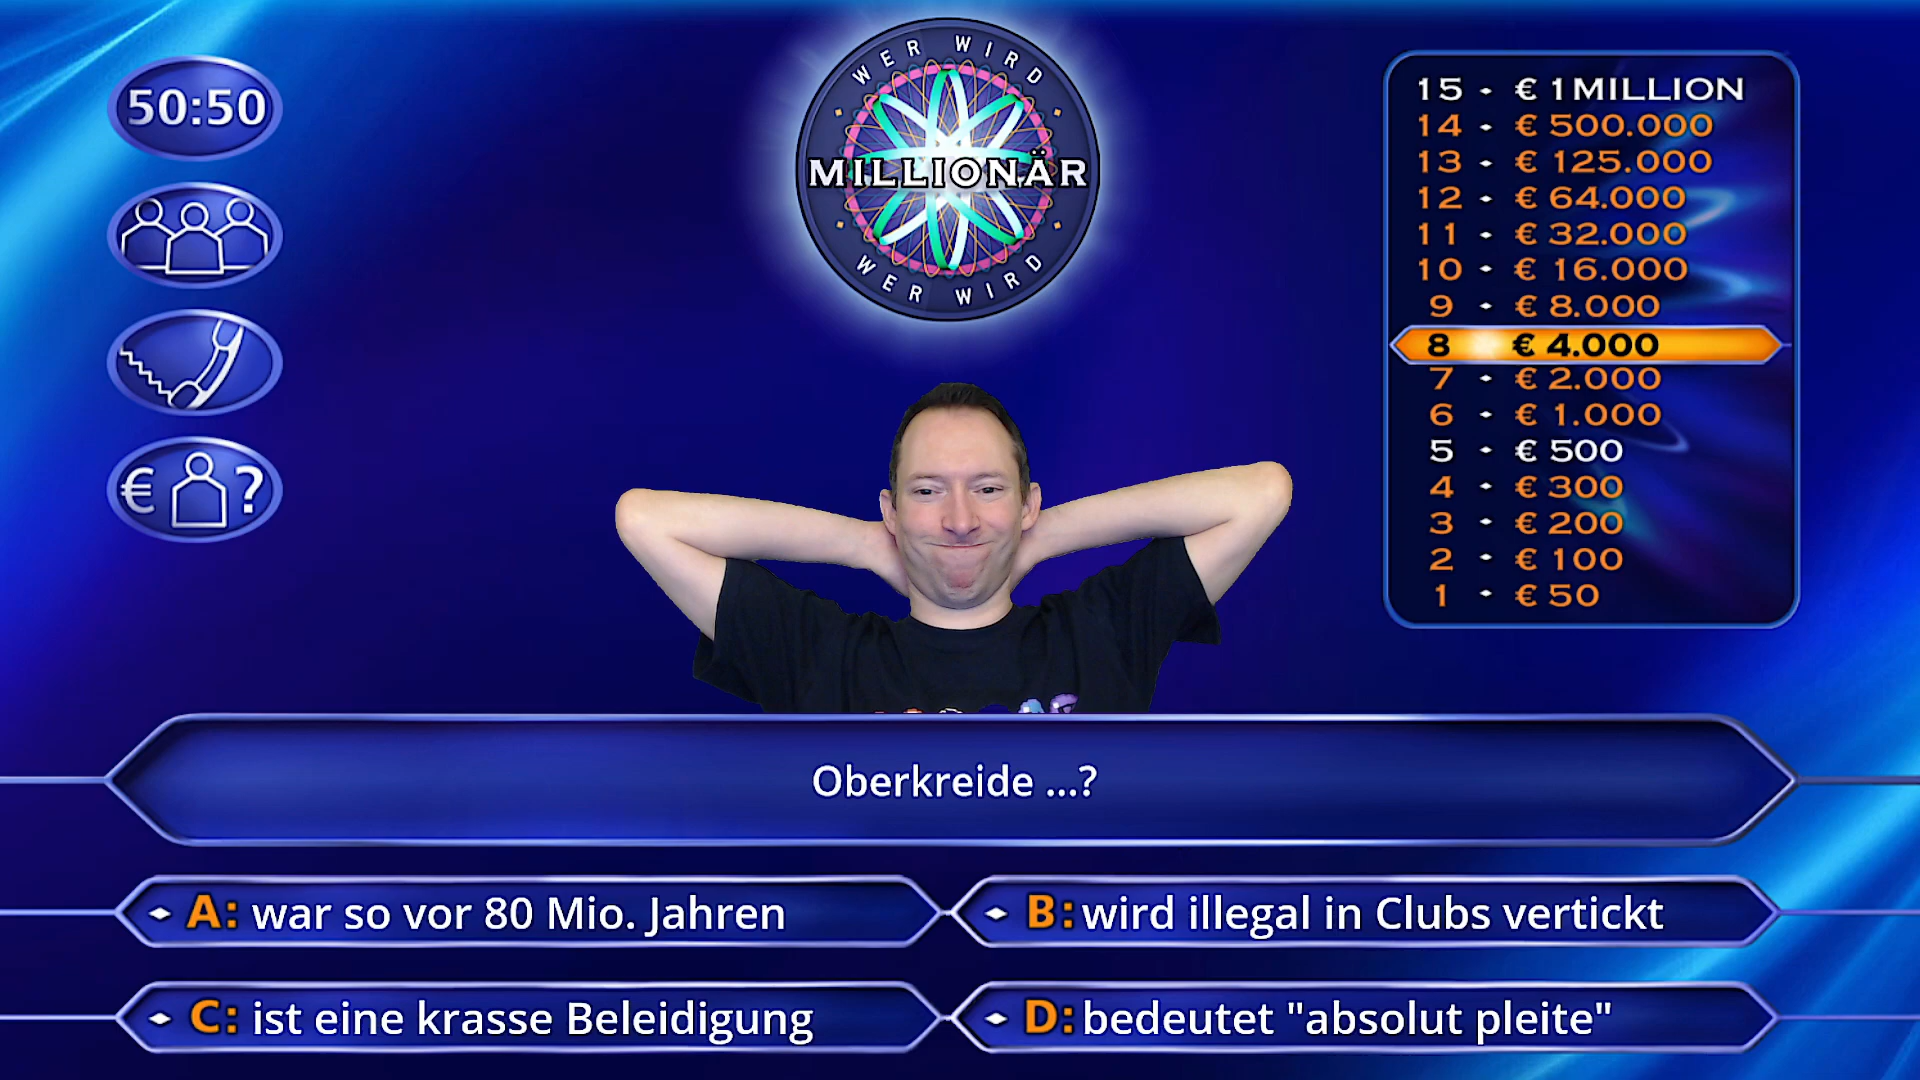 50:50
€ ?
WER WIRD
MILLIONÄR
WER WIRD
15 - € 1 MILLION
14 - € 500.000
13 - € 125.000
12 - € 64.000
11 - € 32.000
10 - € 16.000
9 - € 8.000
8 € 4.000
7 - € 2.000
6 - € 1.000
5 - € 500
4 - € 300
3 - € 200
2 - € 100
1 - € 50
Oberkreide ...?
A: war so vor 80 Mio. Jahren
B: wird illegal in Clubs vertickt
C: ist eine krasse Beleidigung
D: bedeutet "absolut pleite"